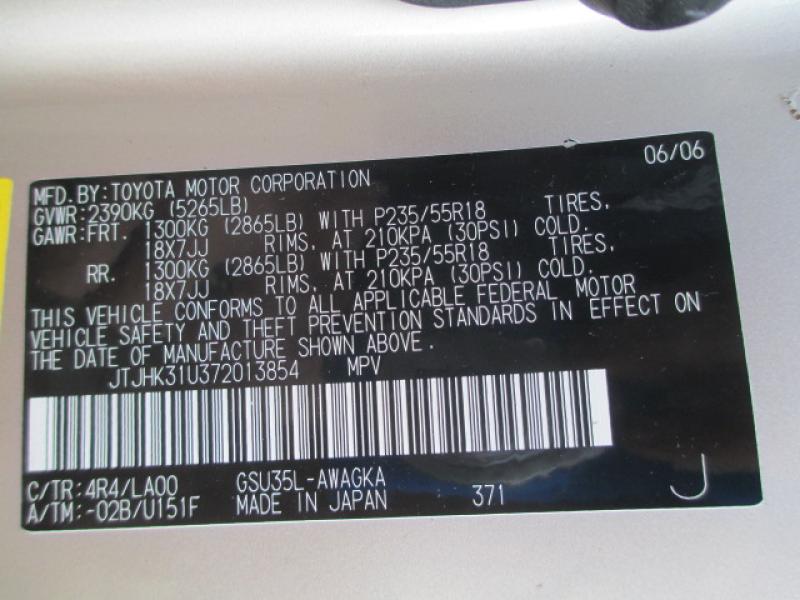 06/06
MFD.BY:TOYOTA MOTOR CORPORATION
GVWR:2390KG (5265LB)
GAWR:FRT. 1300KG (2865LB) WITH P235/55R18 TIRES,
18X7JJ RIMS, AT 210KPA (30PSI) COLD.
RR. 1300KG (2865LB) WITH P235/55R18 TIRES,
18X7JJ RIMS, AT 210KPA (30PSI) COLD.
THIS VEHICLE CONFORMS TO ALL APPLICABLE FEDERAL MOTOR
VEHICLE SAFETY AND THEFT PREVENTION STANDARDS IN EFFECT ON
THE DATE OF MANUFACTURE SHOWN ABOVE.
JTJHK31U372013854 MPV
C/TR:4R4/LA00 GSU35L-AWAGKA
A/TM:-02B/U151F MADE IN JAPAN 371 J